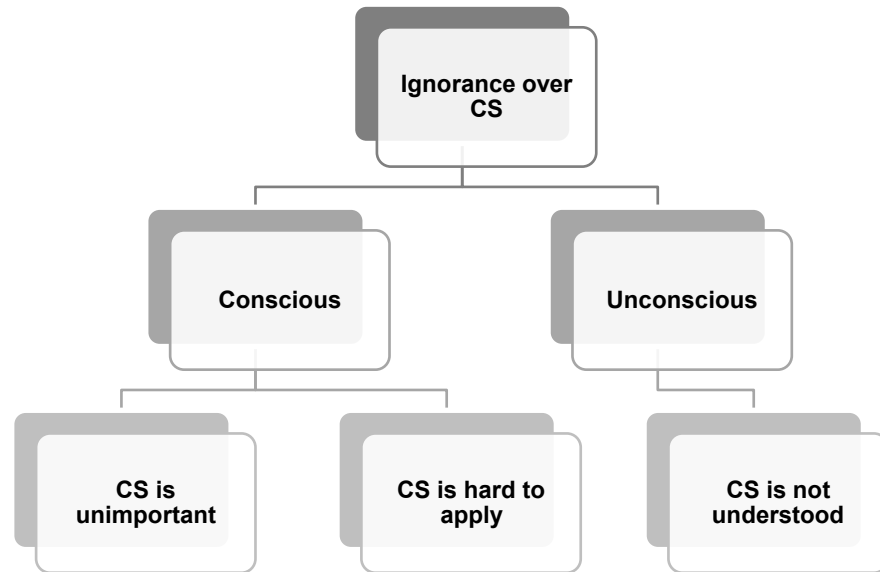 Ignorance over
CS
Conscious
Unconscious
CS is
unimportant
CS is hard to
apply
CS is not
understood